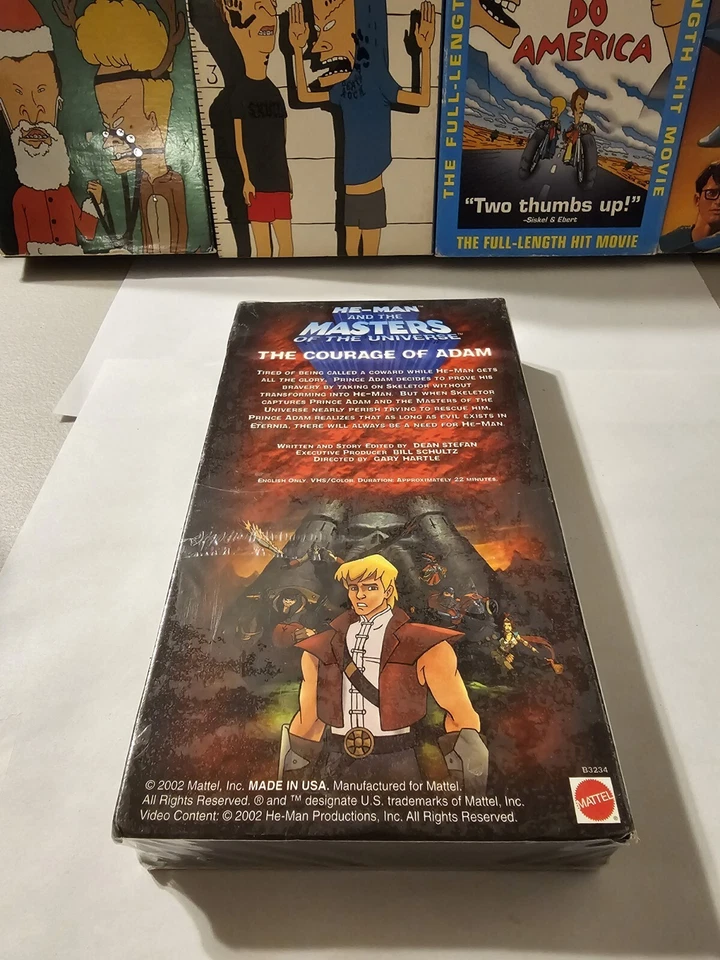 3
SKULL
DO
AMERICA
THE FULL-LENGTH
NGTH HIT MOVIE
“Two thumbs up!”
-Siskel & Ebert
THE FULL-LENGTH HIT MOVIE
HE-MAN™
AND THE
MASTERS
OF THE UNIVERSE™
THE COURAGE OF ADAM
TIRED OF BEING CALLED A COWARD WHILE HE-MAN GETS
ALL THE GLORY, PRINCE ADAM DECIDES TO PROVE HIS
BRAVERY BY TAKING ON SKELETOR WITHOUT
TRANSFORMING INTO HE-MAN. BUT WHEN SKELETOR
CAPTURES PRINCE ADAM AND THE MASTERS OF THE
UNIVERSE NEARLY PERISH TRYING TO RESCUE HIM,
PRINCE ADAM REALIZES THAT AS LONG AS EVIL EXISTS IN
ETERNIA, THERE WILL ALWAYS BE A NEED FOR HE-MAN.
WRITTEN AND STORY EDITED BY DEAN STEFAN
EXECUTIVE PRODUCER BILL SCHULTZ
DIRECTED BY GARY HARTLE
ENGLISH ONLY. VHS/COLOR. DURATION: APPROXIMATELY 22 MINUTES.
B3234
© 2002 Mattel, Inc. MADE IN USA. Manufactured for Mattel.
All Rights Reserved. ® and ™ designate U.S. trademarks of Mattel, Inc.
Video Content: © 2002 He-Man Productions, Inc. All Rights Reserved.
MATTEL